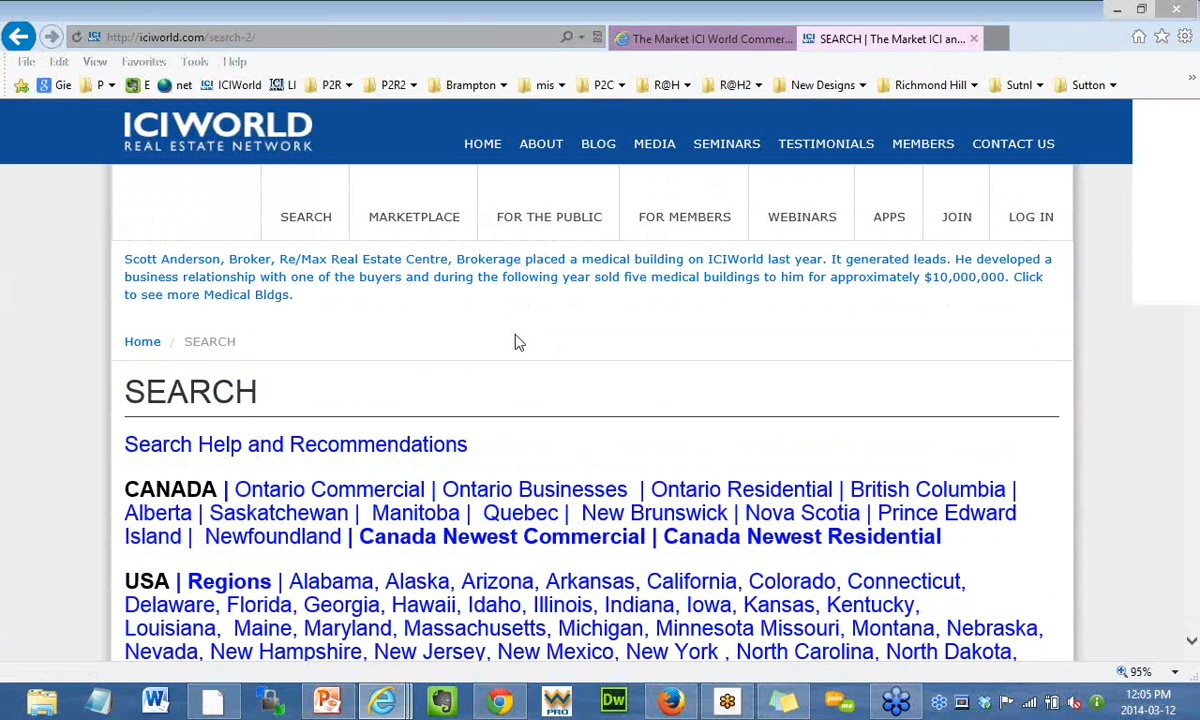 http://iciworld.com/search-2/
The Market ICI World Commer...
SEARCH | The Market ICI an...
File Edit View Favorites Tools Help
Gie P E net ICIWorld LI P2R P2R2 Brampton mis P2C R@H R@H2 New Designs Richmond Hill Sutnl Sutton
ICIWORLD
REAL ESTATE NETWORK
HOME ABOUT BLOG MEDIA SEMINARS TESTIMONIALS MEMBERS CONTACT US
SEARCH MARKETPLACE FOR THE PUBLIC FOR MEMBERS WEBINARS APPS JOIN LOG IN
Scott Anderson, Broker, Re/Max Real Estate Centre, Brokerage placed a medical building on ICIWorld last year. It generated leads. He developed a
business relationship with one of the buyers and during the following year sold five medical buildings to him for approximately $10,000,000. Click
to see more Medical Bldgs.
Home / SEARCH
SEARCH
Search Help and Recommendations
CANADA | Ontario Commercial | Ontario Businesses | Ontario Residential | British Columbia |
Alberta | Saskatchewan | Manitoba | Quebec | New Brunswick | Nova Scotia | Prince Edward
Island | Newfoundland | Canada Newest Commercial | Canada Newest Residential
USA | Regions | Alabama, Alaska, Arizona, Arkansas, California, Colorado, Connecticut,
Delaware, Florida, Georgia, Hawaii, Idaho, Illinois, Indiana, Iowa, Kansas, Kentucky,
Louisiana, Maine, Maryland, Massachusetts, Michigan, Minnesota Missouri, Montana, Nebraska,
Nevada, New Hampshire, New Jersey, New Mexico, New York , North Carolina, North Dakota,
95%
12:05 PM
2014-03-12